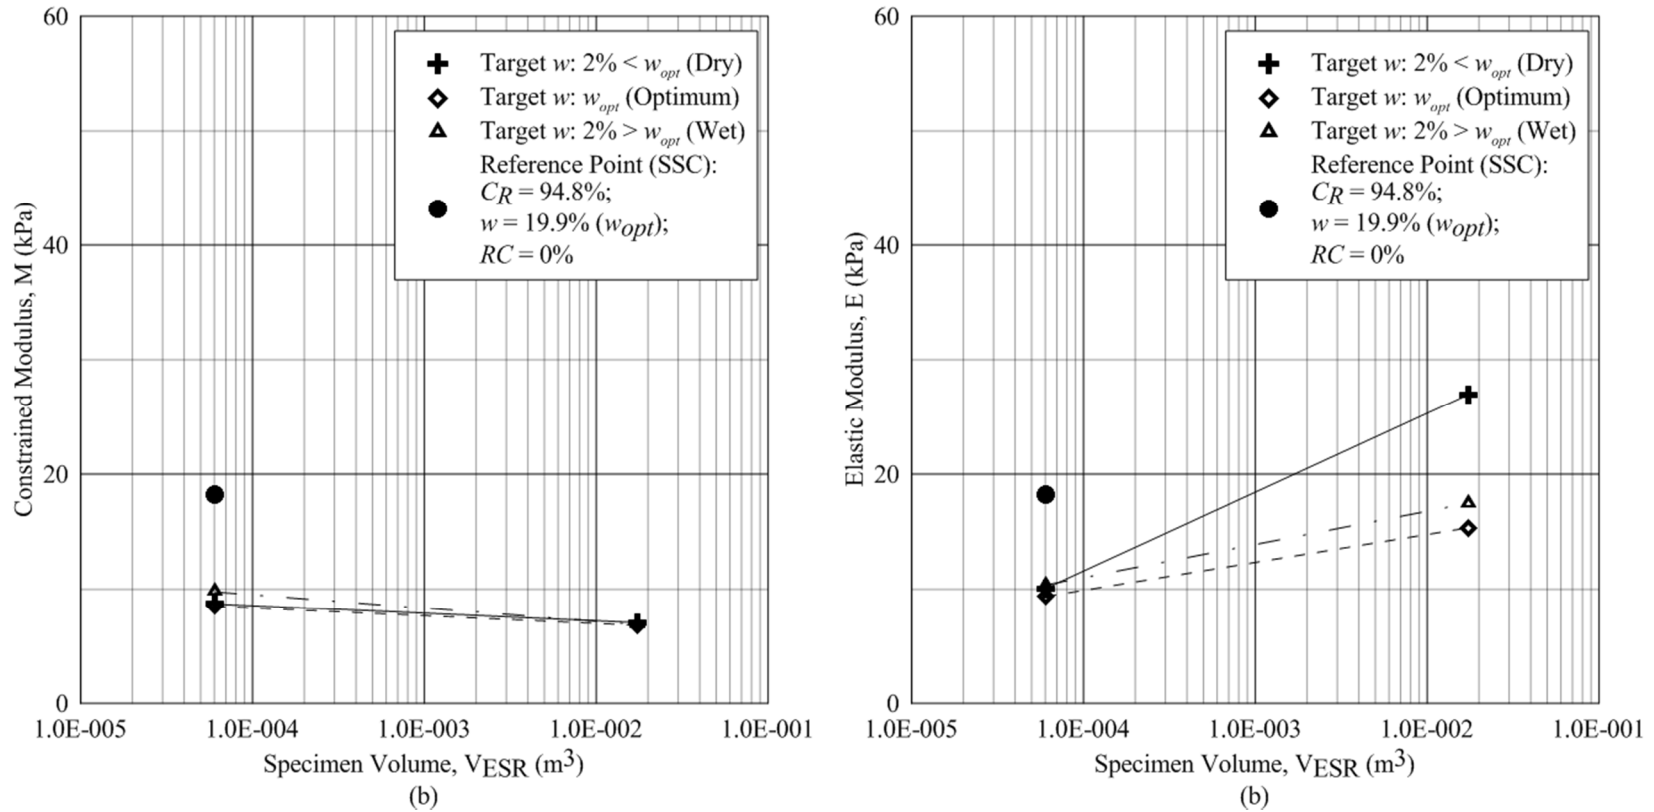 60
40
20
0
Constrained Modulus, M (kPa)
Target w: 2% < wopt (Dry)
Target w: wopt (Optimum)
Target w: 2% > wopt (Wet)
Reference Point (SSC):
CR = 94.8%;
w = 19.9% (wopt);
RC = 0%
1.0E-005 1.0E-004 1.0E-003 1.0E-002 1.0E-001
Specimen Volume, VESR (m3)
(b)
60
40
20
0
Elastic Modulus, E (kPa)
Target w: 2% < wopt (Dry)
Target w: wopt (Optimum)
Target w: 2% > wopt (Wet)
Reference Point (SSC):
CR = 94.8%;
w = 19.9% (wopt);
RC = 0%
1.0E-005 1.0E-004 1.0E-003 1.0E-002 1.0E-001
Specimen Volume, VESR (m3)
(b)